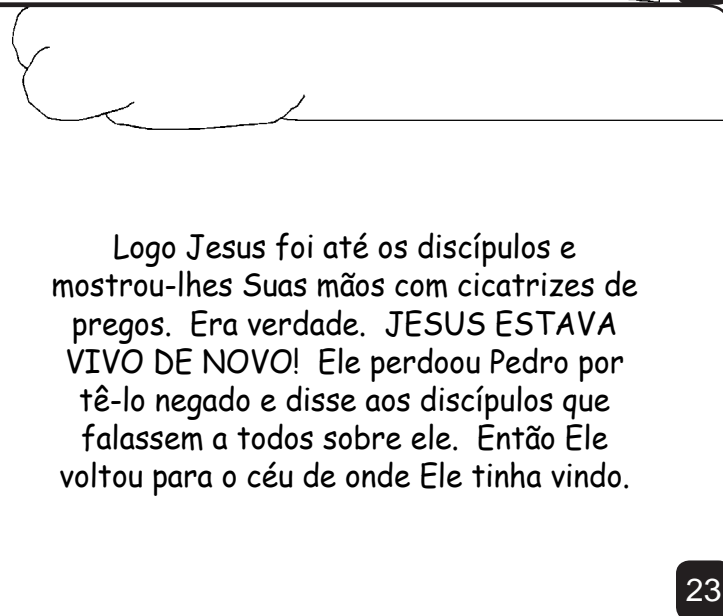 Logo Jesus foi até os discípulos e
mostrou-lhes Suas mãos com cicatrizes de
pregos.  Era verdade.  JESUS ESTAVA
VIVO DE NOVO!  Ele perdoou Pedro por
tê-lo negado e disse aos discípulos que
falassem a todos sobre ele.  Então Ele
voltou para o céu de onde Ele tinha vindo.
23